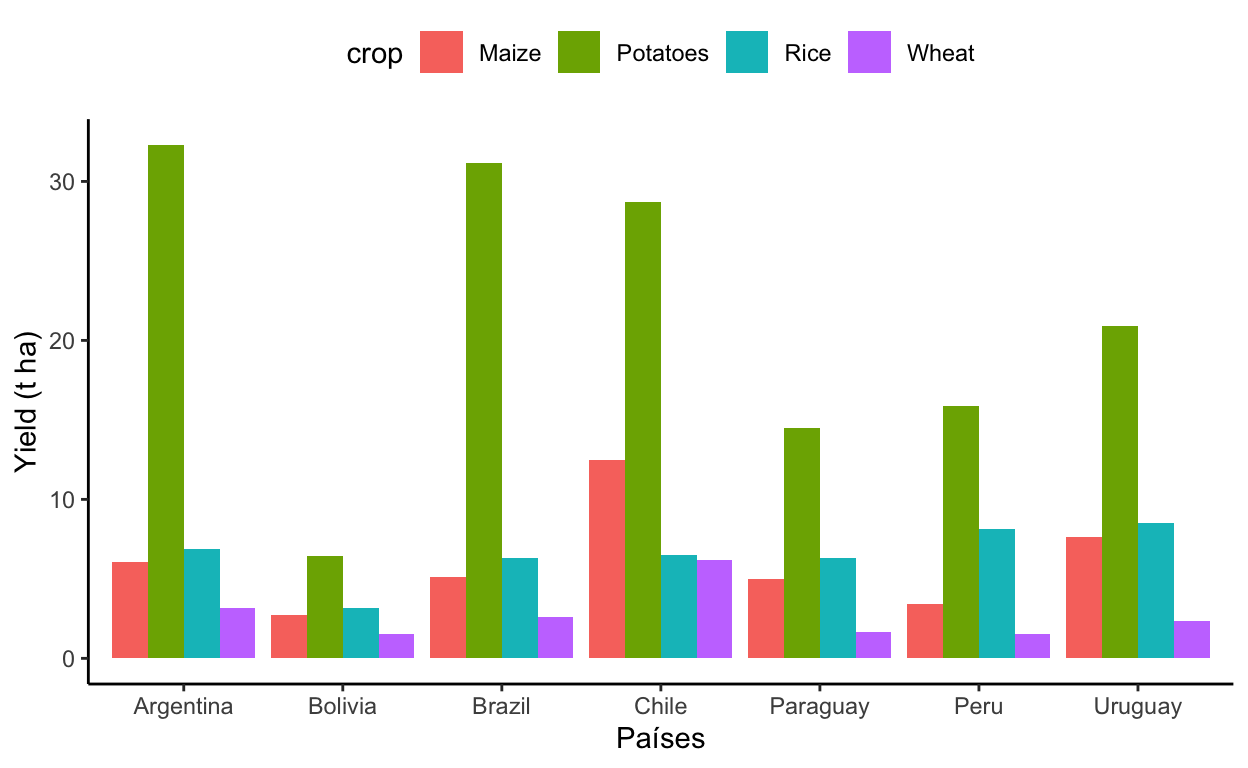 crop Maize Potatoes Rice Wheat
Yield (t ha)
30
20
10
0
Argentina Bolivia Brazil Chile Paraguay Peru Uruguay
Países